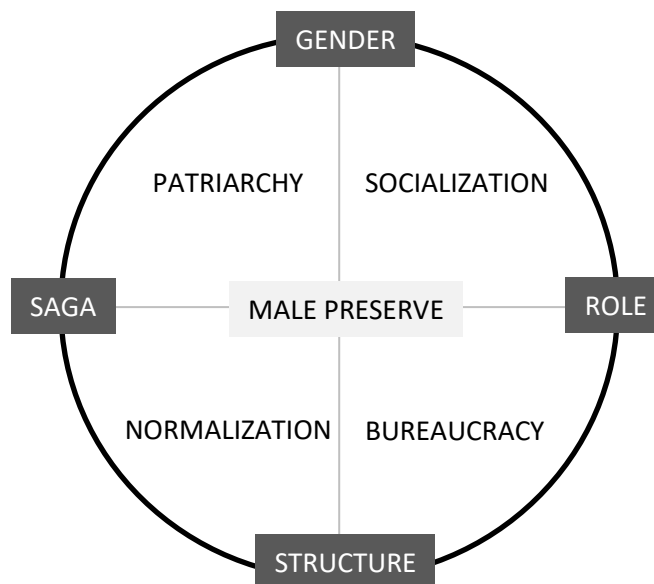 GENDER
PATRIARCHY
SOCIALIZATION
SAGA
MALE PRESERVE
ROLE
NORMALIZATION
BUREAUCRACY
STRUCTURE